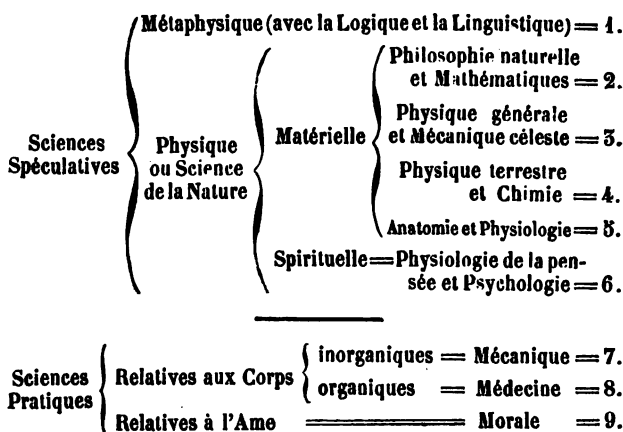 Métaphysique (avec la Logique et la Linguistique) = 1.
Sciences
Spéculatives
Physique
ou Science
de la Nature
Matérielle
Philosophie naturelle
et Mathématiques = 2.
Physique générale
et Mécanique céleste = 3.
Physique terrestre
et Chimie = 4.
Anatomie et Physiologie = 5.
Spirituelle = Physiologie de la pen-
sée et Psychologie = 6.
Sciences
Pratiques
Relatives aux Corps
inorganiques = Mécanique = 7.
organiques = Médecine = 8.
Relatives à l'Ame = Morale = 9.